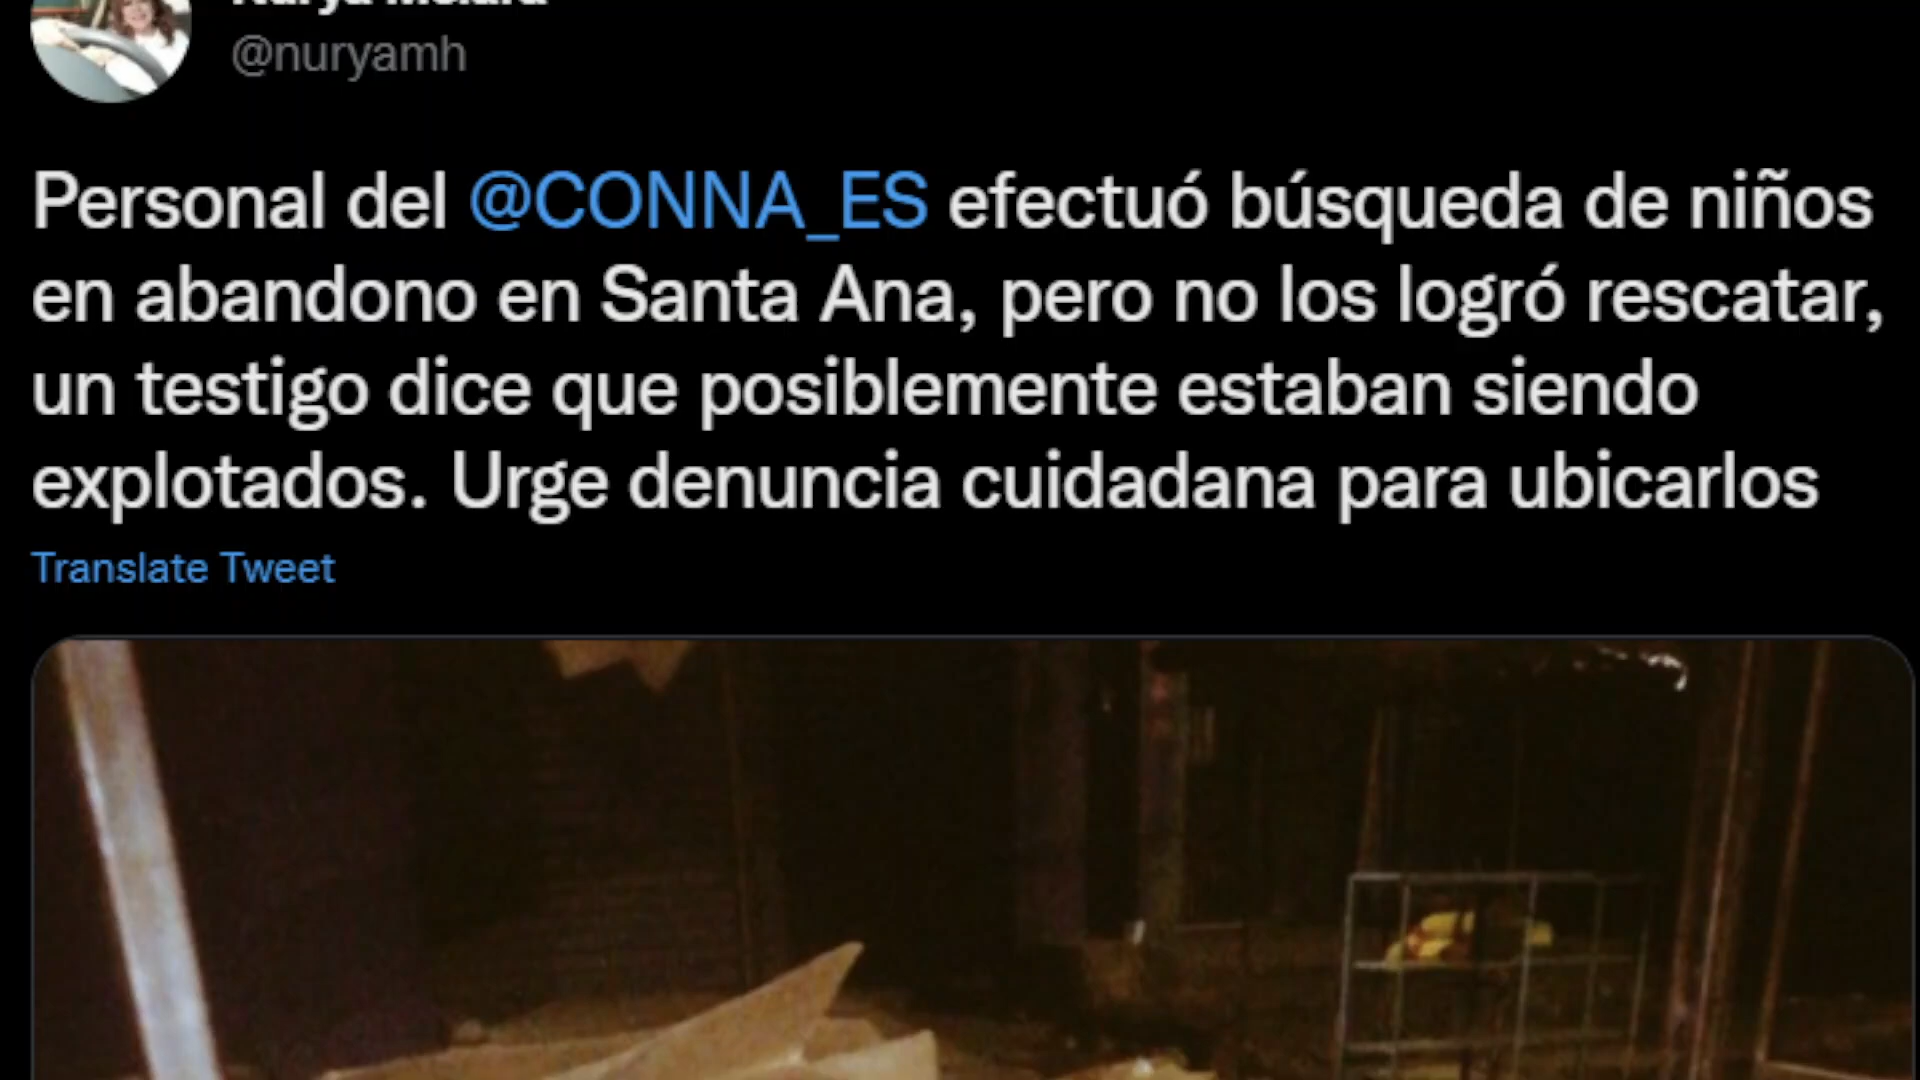 @nuryamh
Personal del @CONNA_ES efectuó búsqueda de niños
en abandono en Santa Ana, pero no los logró rescatar,
un testigo dice que posiblemente estaban siendo
explotados. Urge denuncia cuidadana para ubicarlos
Translate Tweet